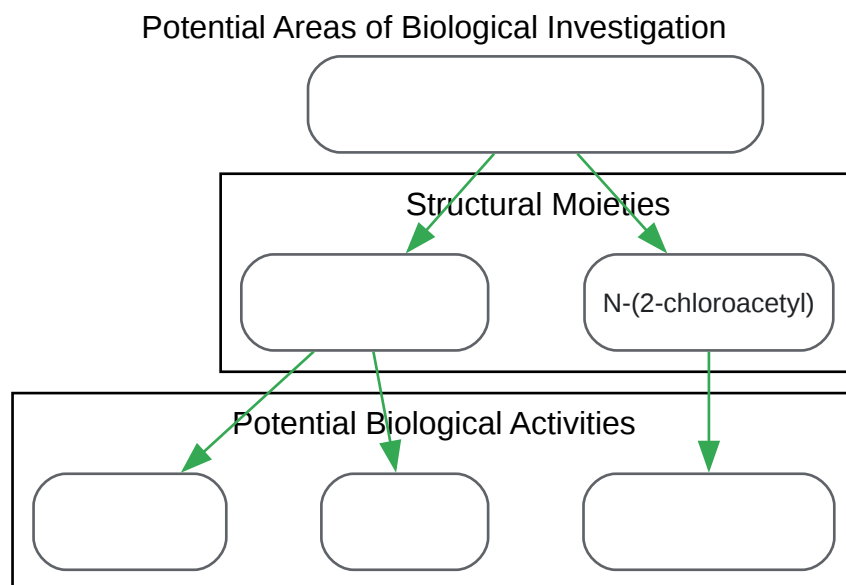 Potential Areas of Biological Investigation
Structural Moieties
N-(2-chloroacetyl)
Potential Biological Activities